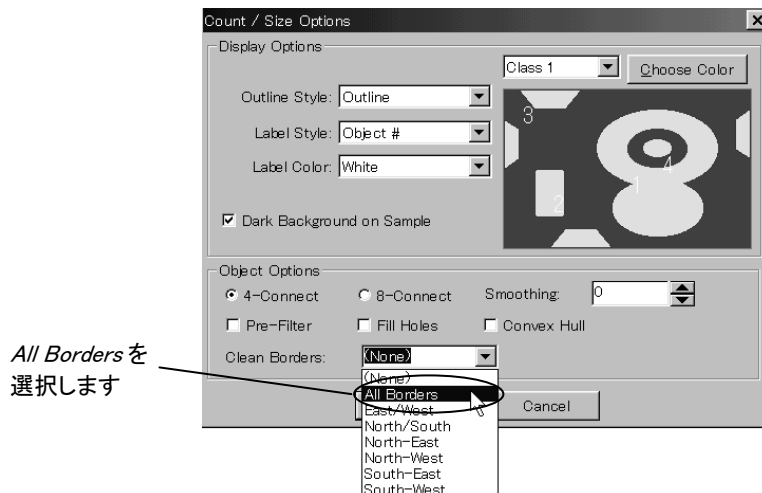 Count / Size Options
Display Options
Class 1
Choose Color
Outline Style: Outline
Label Style: Object #
Label Color: White
3
4
1
2
Dark Background on Sample
Object Options
4-Connect 8-Connect Smoothing: 0
Pre-Filter Fill Holes Convex Hull
Clean Borders: (None)
(None)
All Borders
East/West
North/South
North-East
North-West
South-East
South-West
Cancel
All Bordersを
選択します